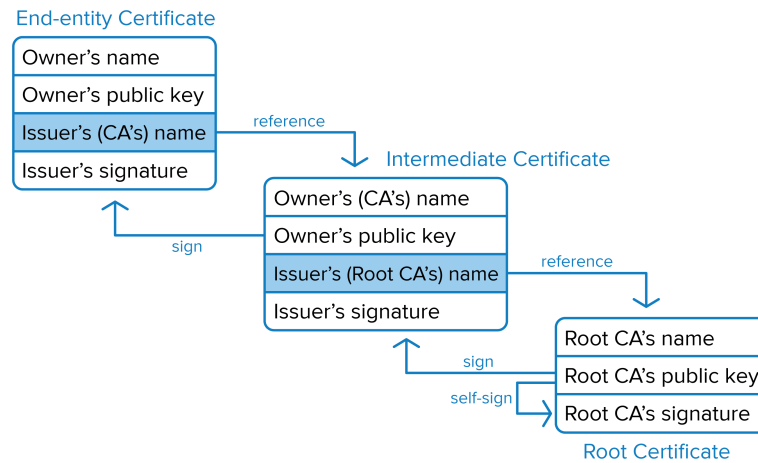 End-entity Certificate
Owner’s name
Owner’s public key
Issuer’s (CA’s) name
Issuer’s signature
reference
sign
Intermediate Certificate
Owner’s (CA’s) name
Owner’s public key
Issuer’s (Root CA’s) name
Issuer’s signature
reference
sign
self-sign
Root CA’s name
Root CA’s public key
Root CA’s signature
Root Certificate